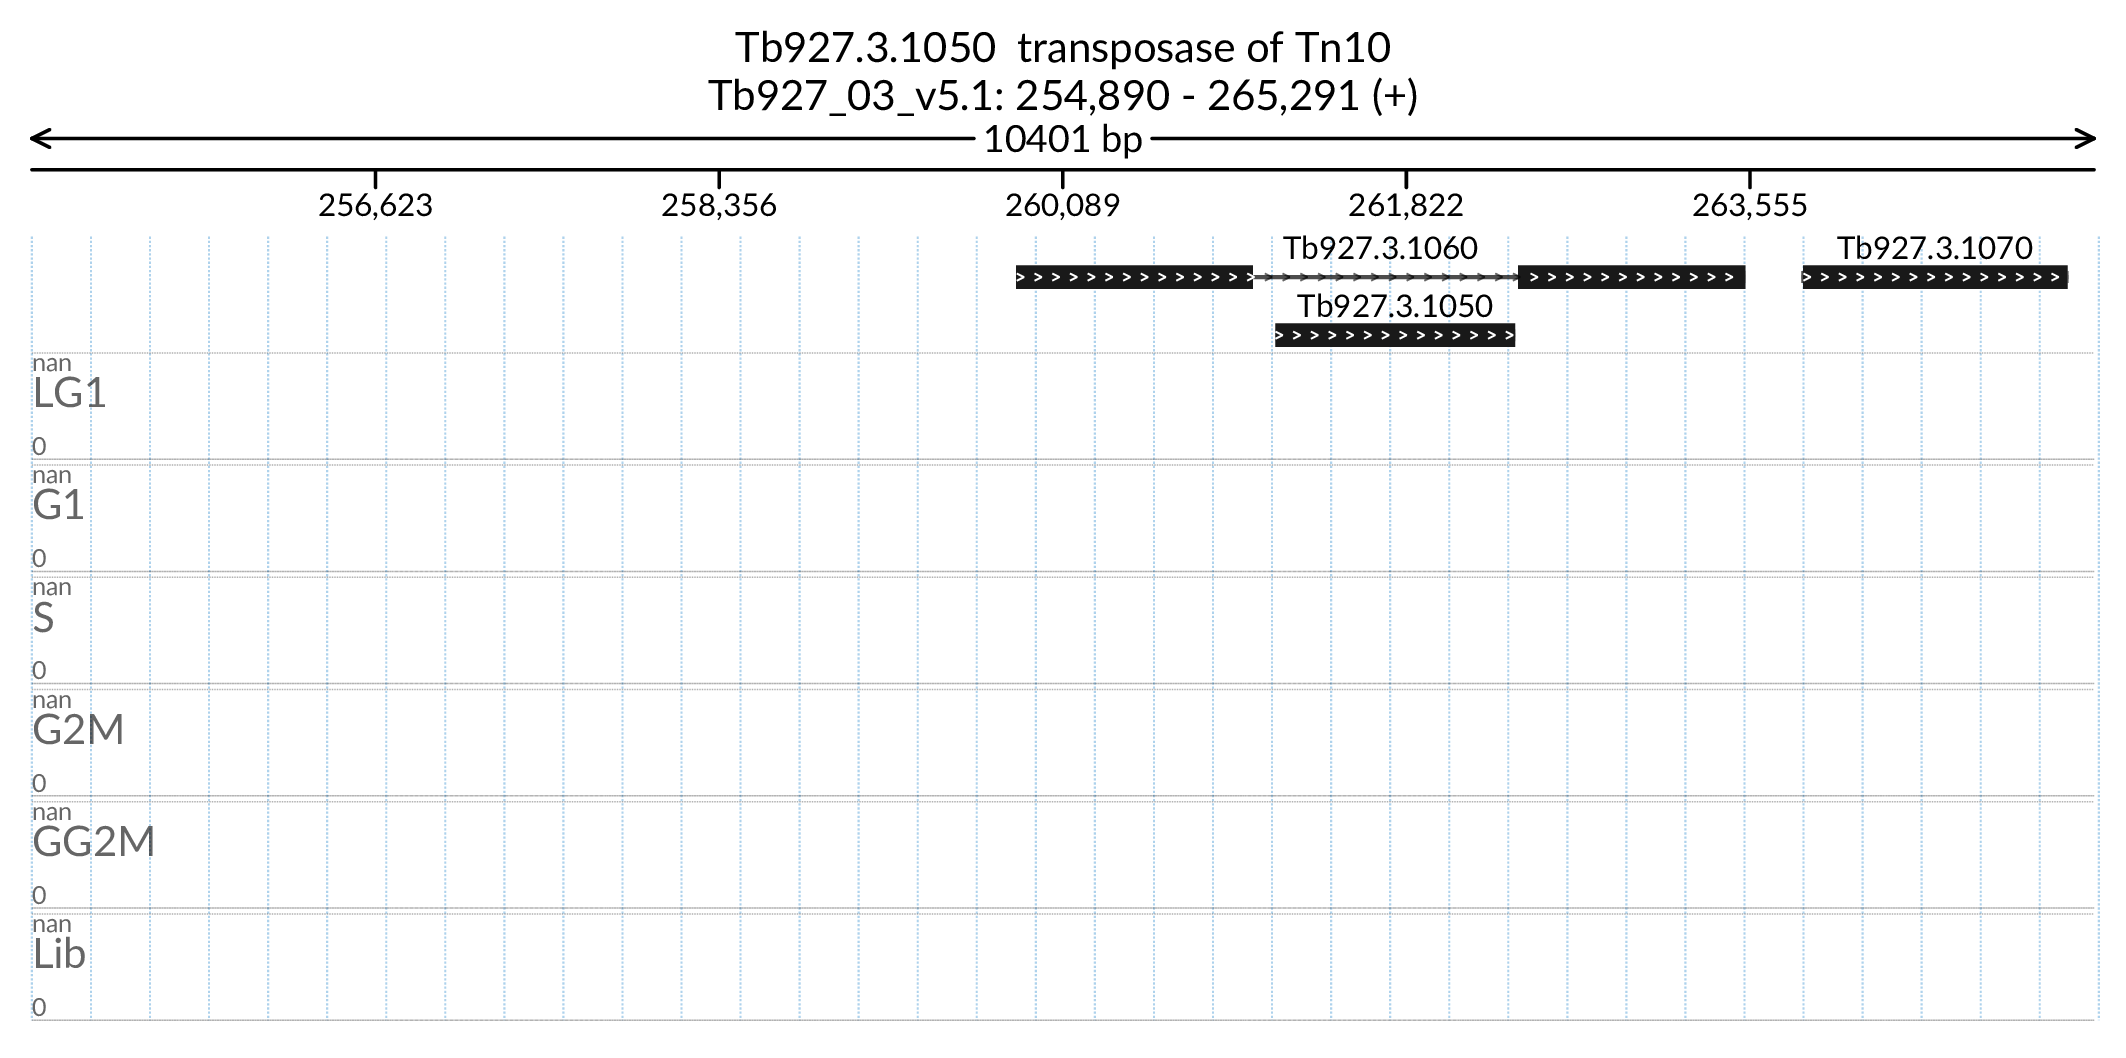 Tb927.3.1050  transposase of Tn10
Tb927_03_v5.1: 254,890 - 265,291 (+)
10401 bp
256,623 258,356 260,089 261,822 263,555
Tb927.3.1060 Tb927.3.1070
Tb927.3.1050
nan
LG1
0
nan
G1
0
nan
S
0
nan
G2M
0
nan
GG2M
0
nan
Lib
0